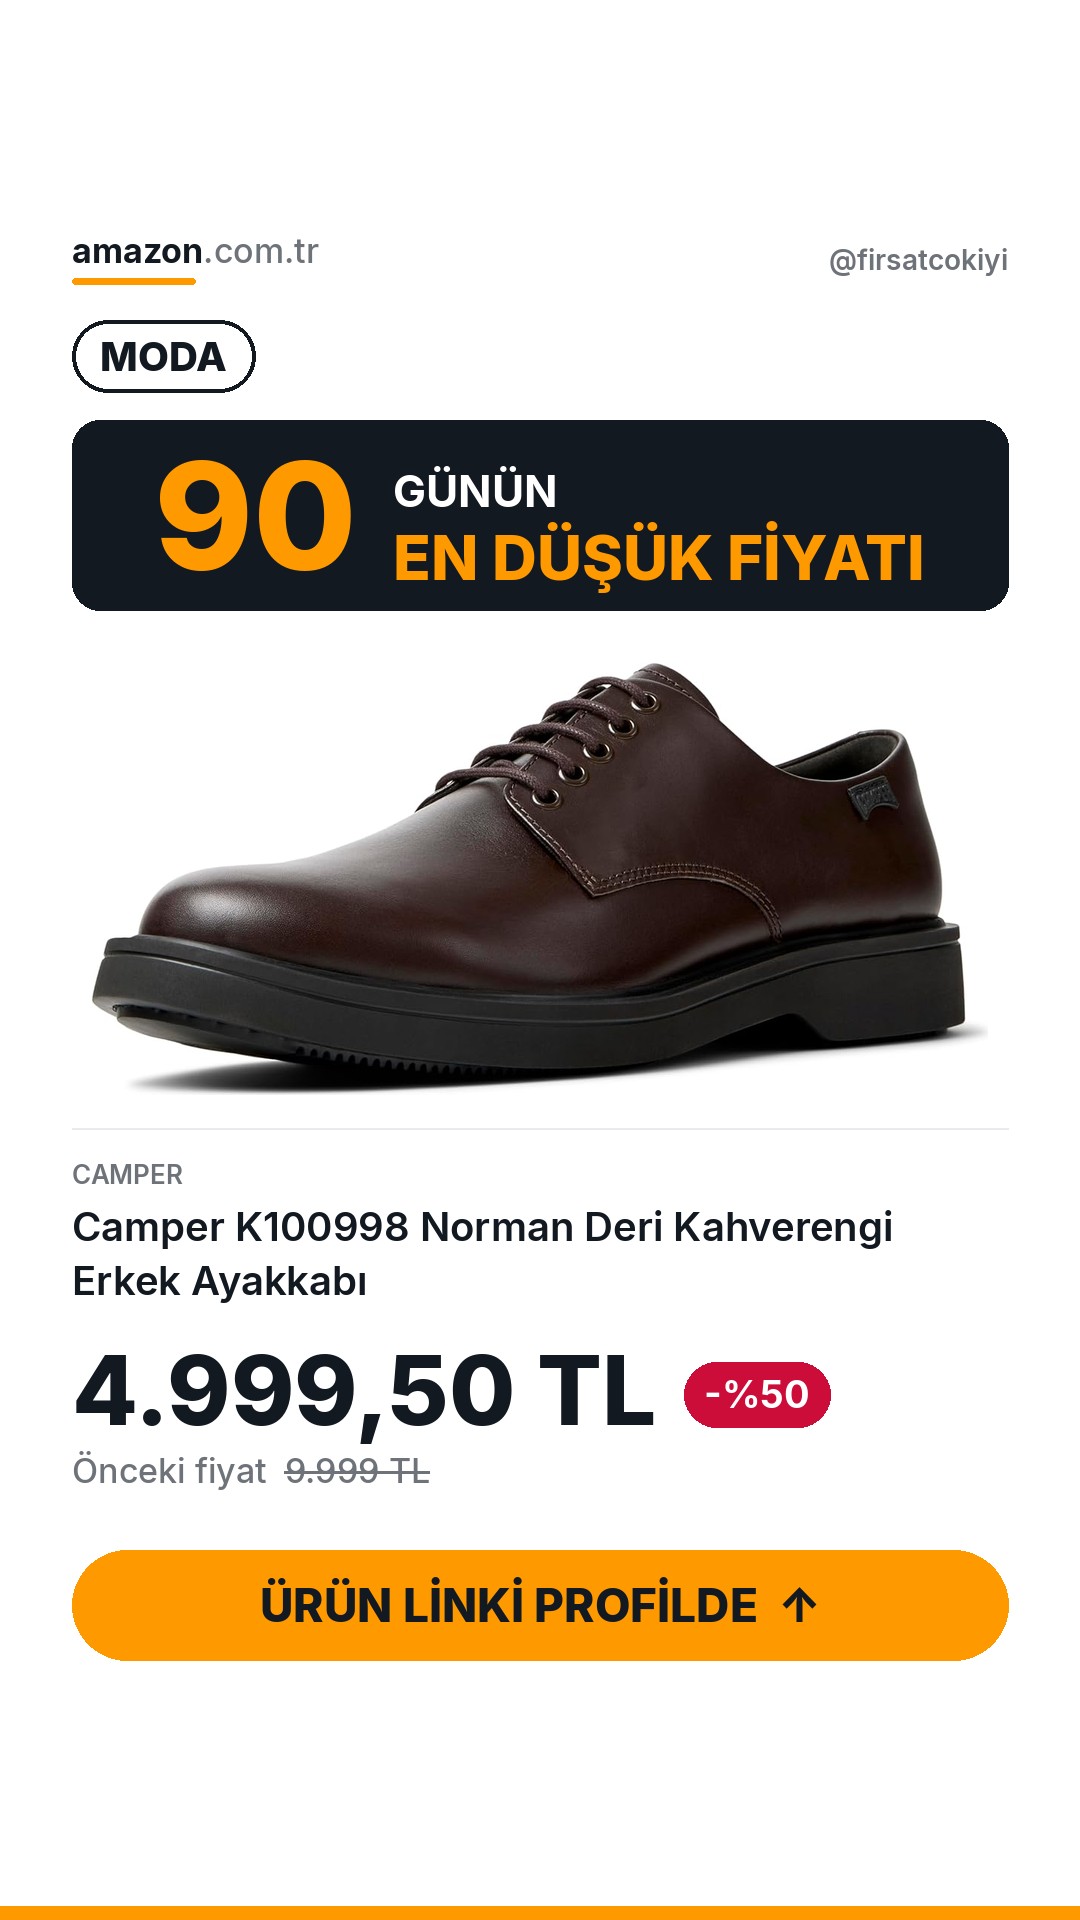 amazon.com.tr
@firsatcokiyi
MODA
90 GÜNÜN
EN DÜŞÜK FİYATI
CAMPER
Camper K100998 Norman Deri Kahverengi
Erkek Ayakkabı
4.999,50 TL -%50
Önceki fiyat 9.999 TL
ÜRÜN LİNKİ PROFİLDE ↑